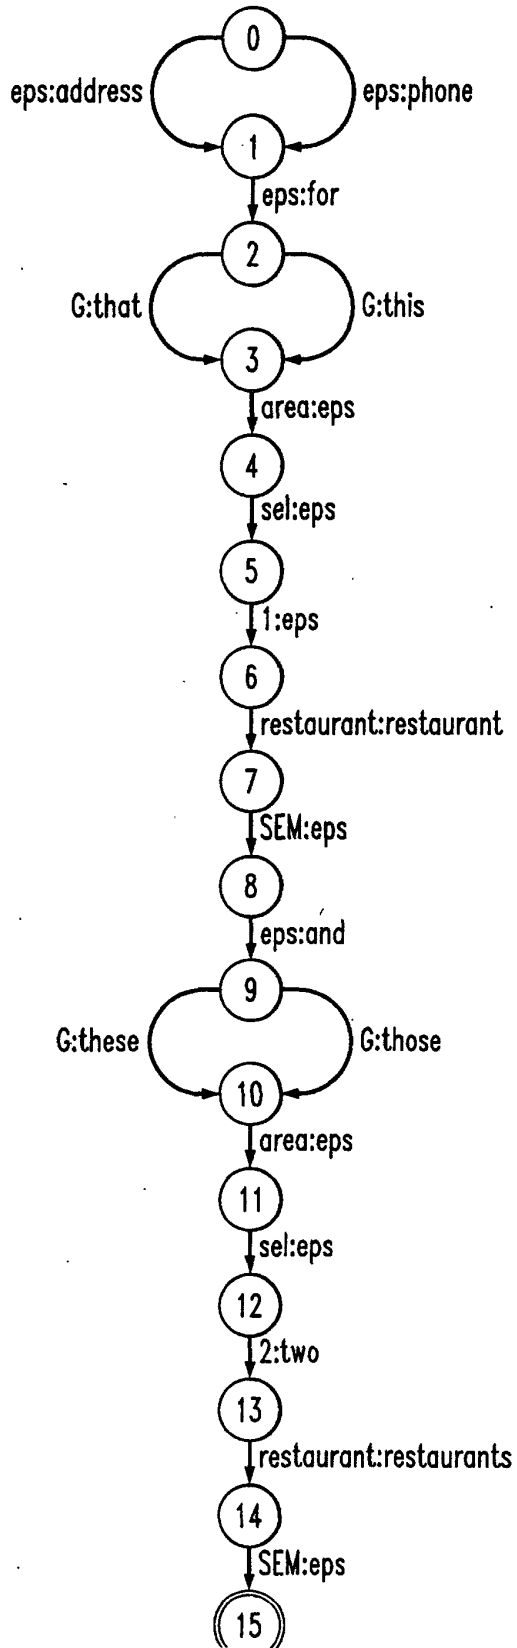 0
eps:address eps:phone
1
eps:for
2
G:that G:this
3
area:eps
4
sel:eps
5
1:eps
6
restaurant:restaurant
7
SEM:eps
8
eps:and
9
G:these G:those
10
area:eps
11
sel:eps
12
2:two
13
restaurant:restaurants
14
SEM:eps
15